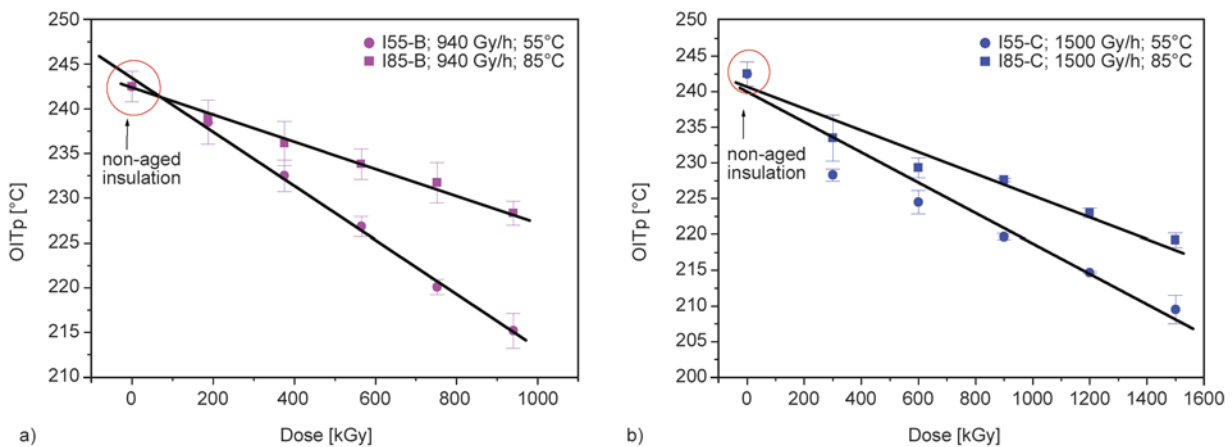 I55-B; 940 Gy/h; 55°C
I85-B; 940 Gy/h; 85°C
non-aged
insulation
OITp [°C]
250
245
240
235
230
225
220
215
210
0
200
400
600
800
1000
Dose [kGy]
a)
I55-C; 1500 Gy/h; 55°C
I85-C; 1500 Gy/h; 85°C
non-aged
insulation
OITp [°C]
250
245
240
235
230
225
220
215
210
205
200
0
200
400
600
800
1000
1200
1400
1600
Dose [kGy]
b)